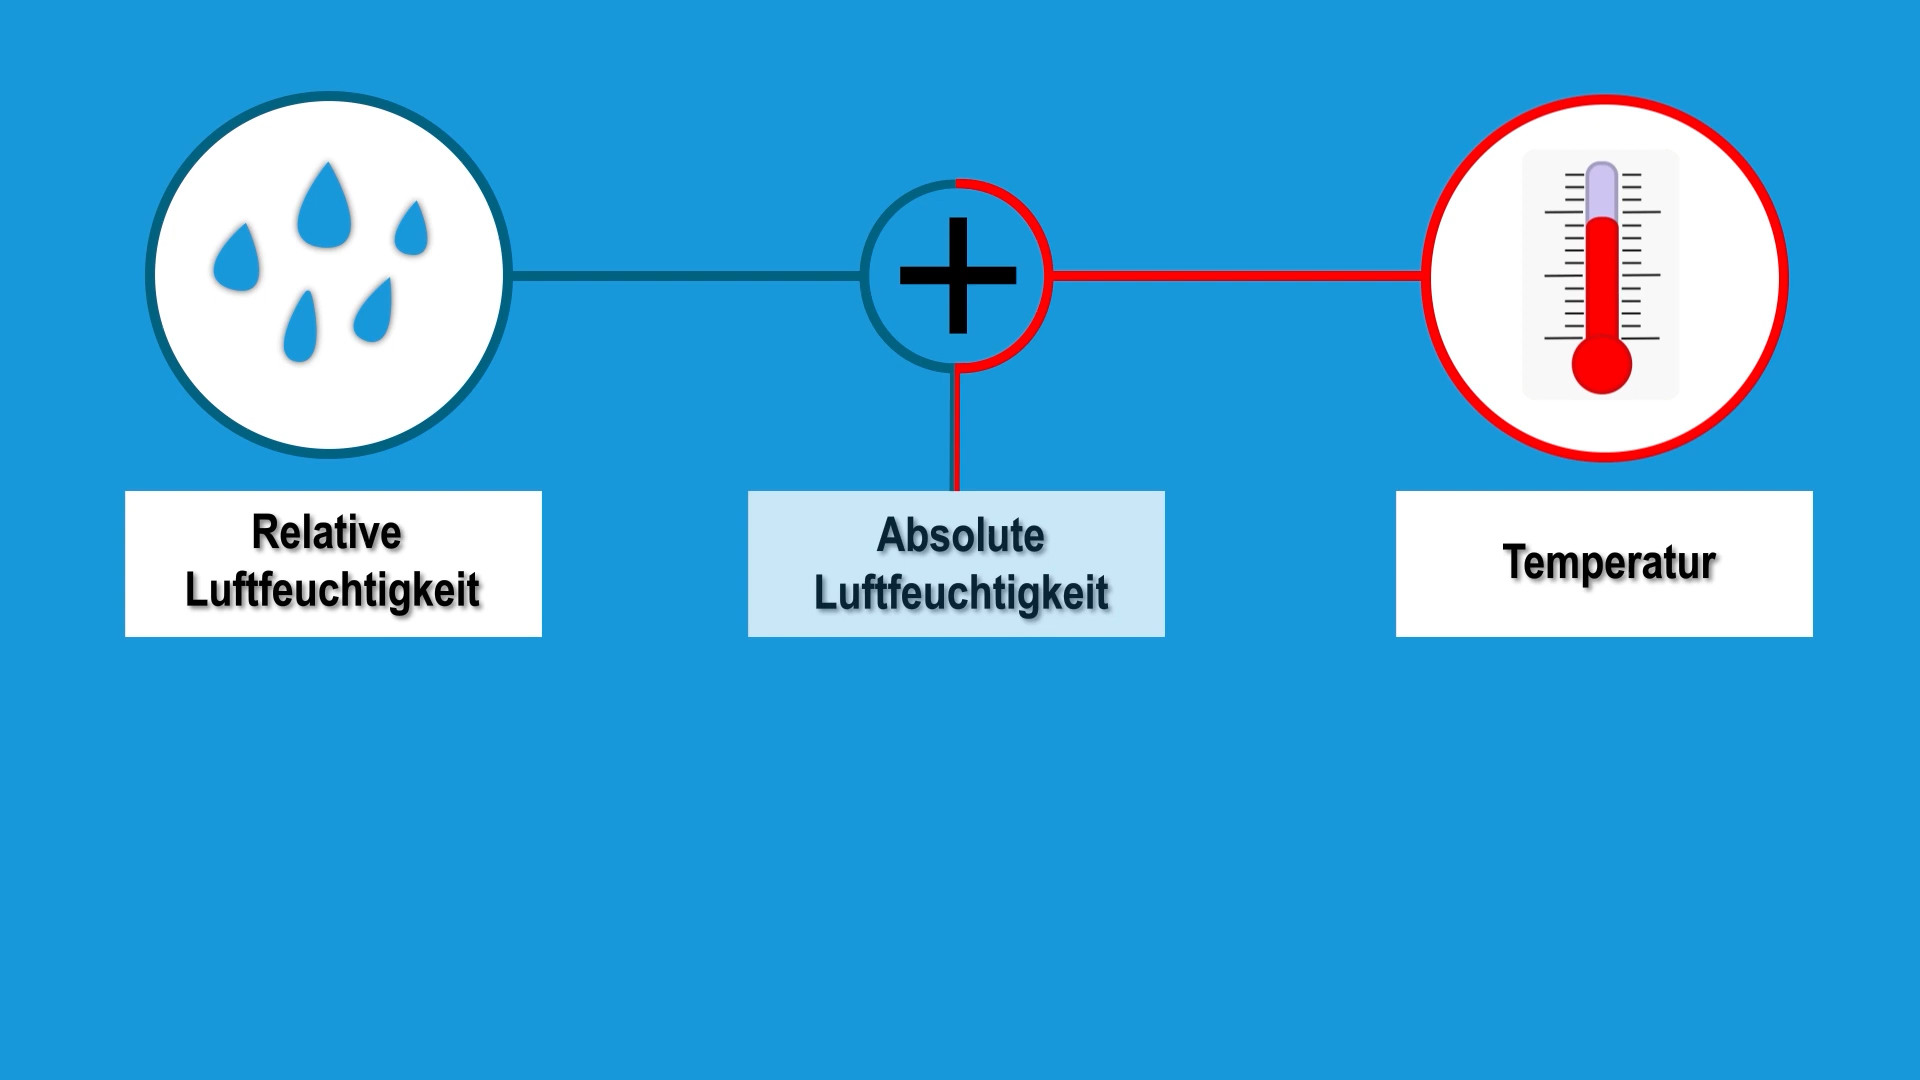 Relative
Luftfeuchtigkeit
Absolute
Luftfeuchtigkeit
Temperatur